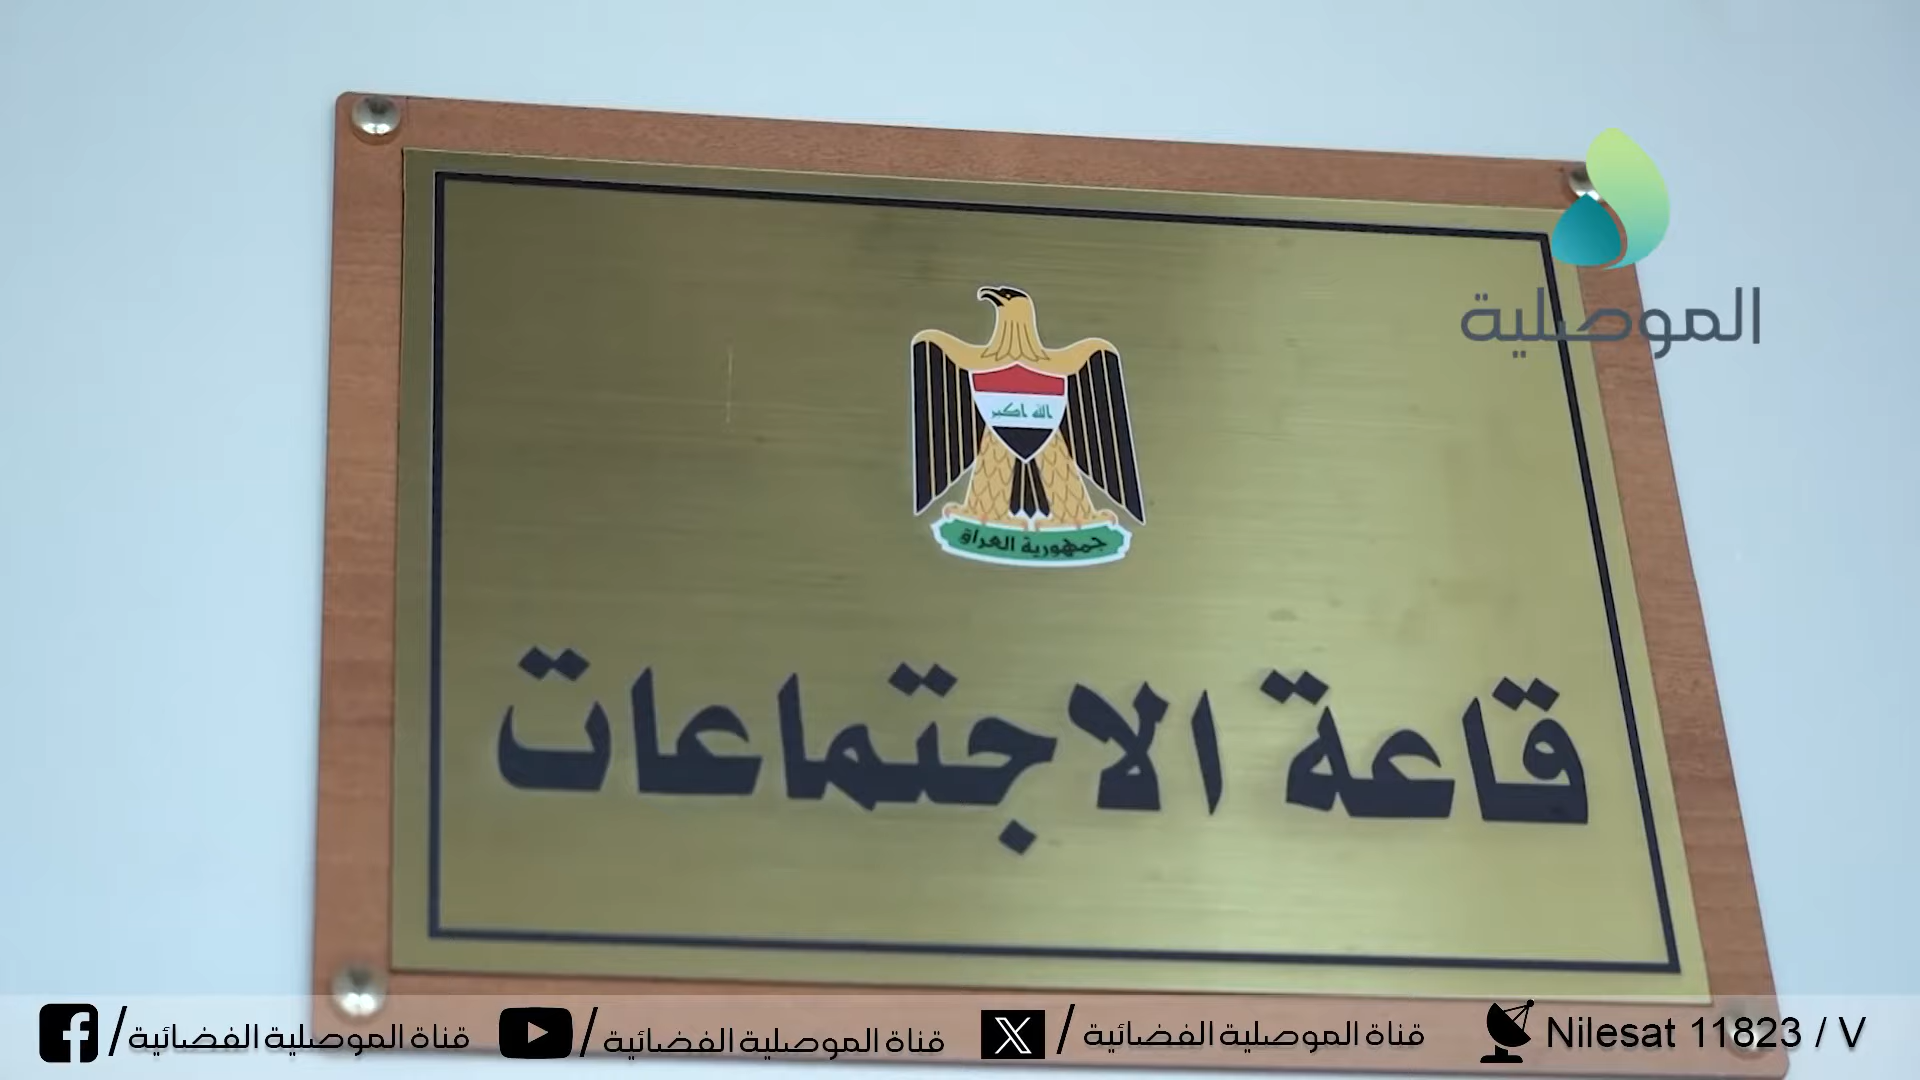 الموصلية
الله اكبر
جمهورية العراق
قاعة الاجتماعات
/قناة الموصلية الفضائية
/قناة الموصلية الفضائية
/قناة الموصلية الفضائية
Nilesat 11823 / V